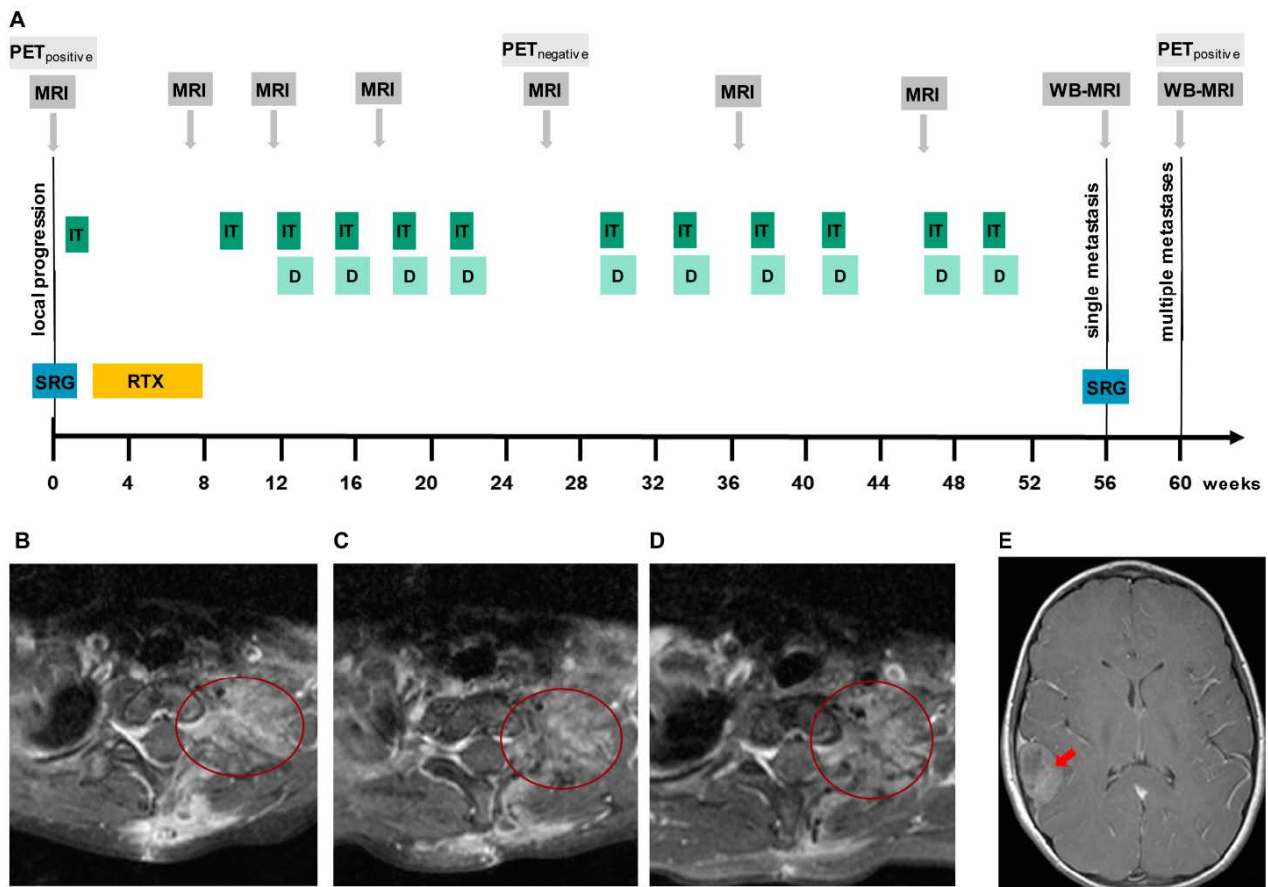 A
PETpositive PETnegative PETpositive
MRI MRI MRI MRI MRI MRI MRI WB-MRI WB-MRI
local progression single metastasis multiple metastases
IT IT IT IT IT IT IT IT IT IT IT IT
D D D D D D D D D D
SRG RTX SRG
0 4 8 12 16 20 24 28 32 36 40 44 48 52 56 60 weeks
B C D E